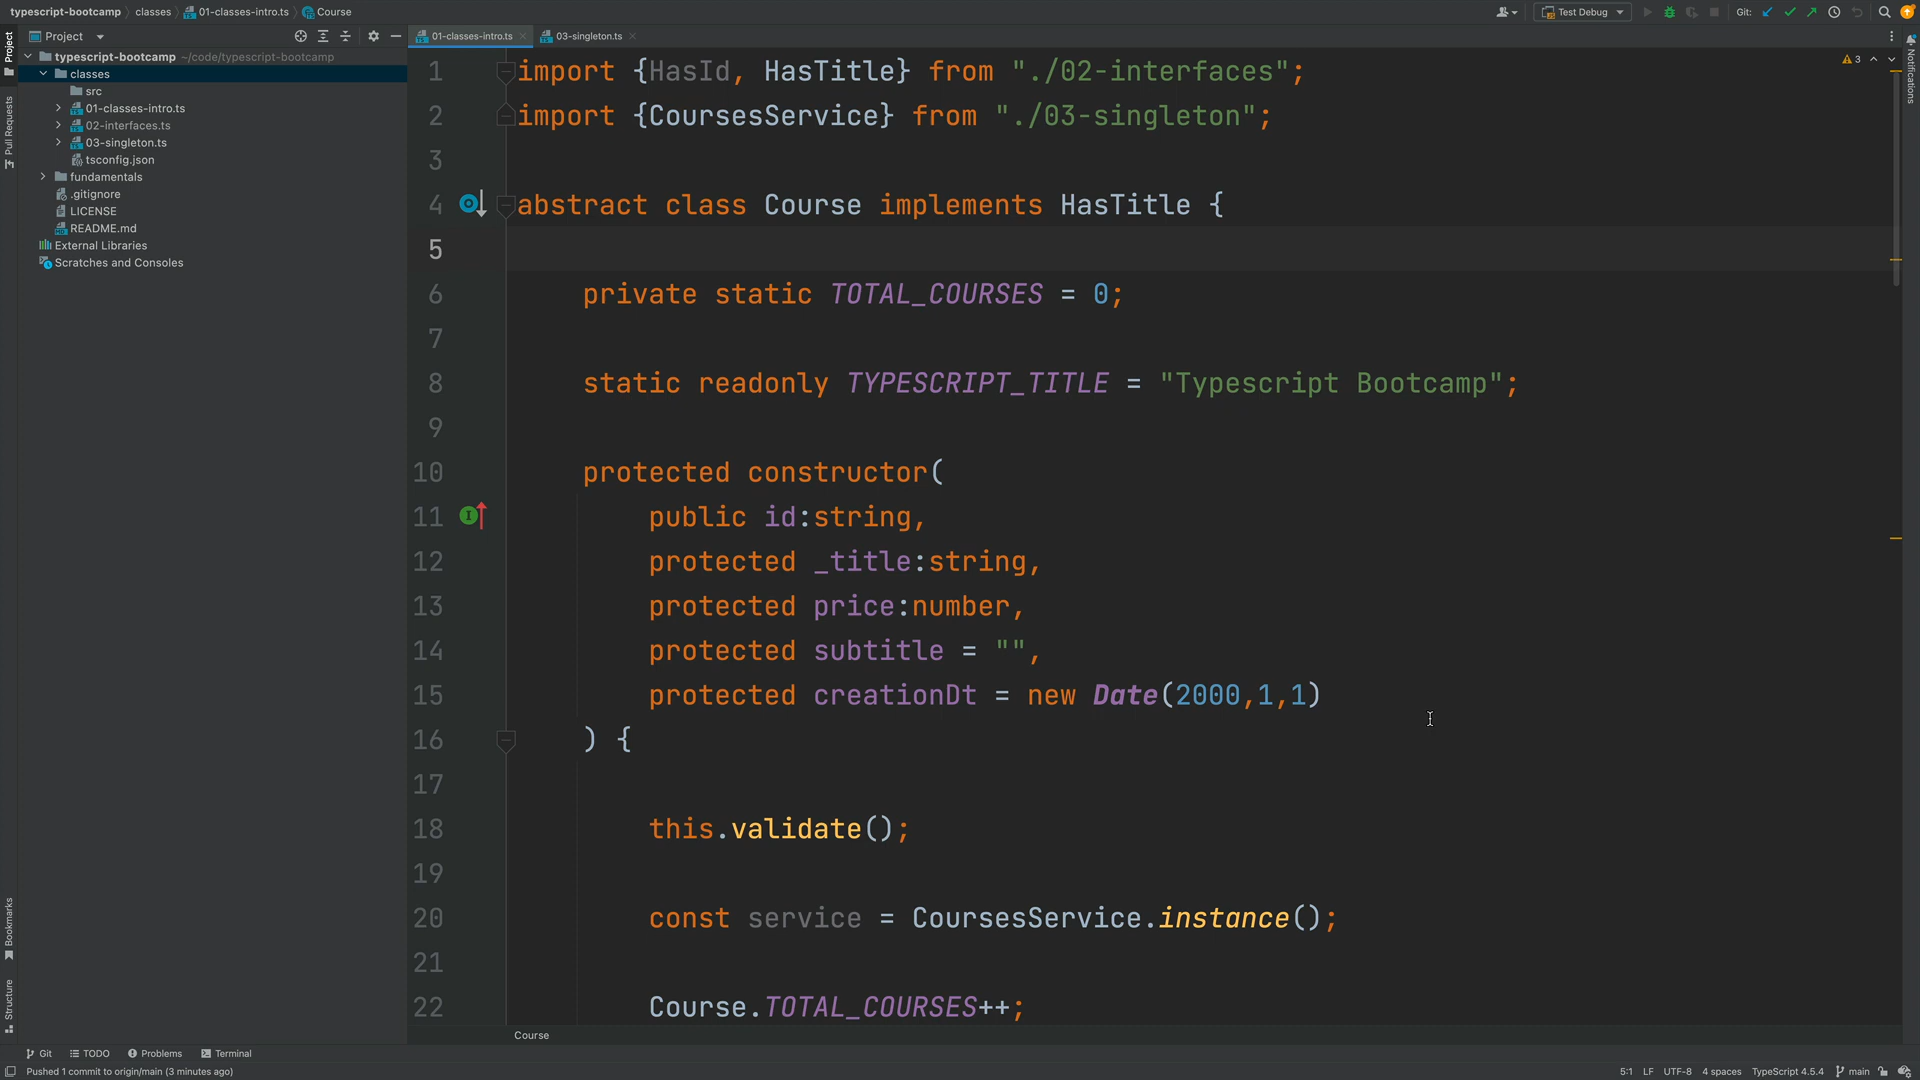 typescript-bootcamp classes 01-classes-intro.ts Course
Test Debug Git:
Project
01-classes-intro.ts 03-singleton.ts
typescript-bootcamp ~/code/typescript-bootcamp
classes
src
01-classes-intro.ts
02-interfaces.ts
03-singleton.ts
tsconfig.json
fundamentals
.gitignore
LICENSE
README.md
External Libraries
Scratches and Consoles
Project
Pull Requests
Bookmarks
Structure
Notifications
3
1 import {HasId, HasTitle} from "./02-interfaces";
2 import {CoursesService} from "./03-singleton";
3
4 abstract class Course implements HasTitle {
5
6 private static TOTAL_COURSES = 0;
7
8 static readonly TYPESCRIPT_TITLE = "Typescript Bootcamp";
9
10 protected constructor(
11 public id:string,
12 protected _title:string,
13 protected price:number,
14 protected subtitle = "",
15 protected creationDt = new Date(2000,1,1)
16 ) {
17
18 this.validate();
19
20 const service = CoursesService.instance();
21
22 Course.TOTAL_COURSES++;
Course
Git TODO Problems Terminal
Pushed 1 commit to origin/main (3 minutes ago)
5:1 LF UTF-8 4 spaces TypeScript 4.5.4 main